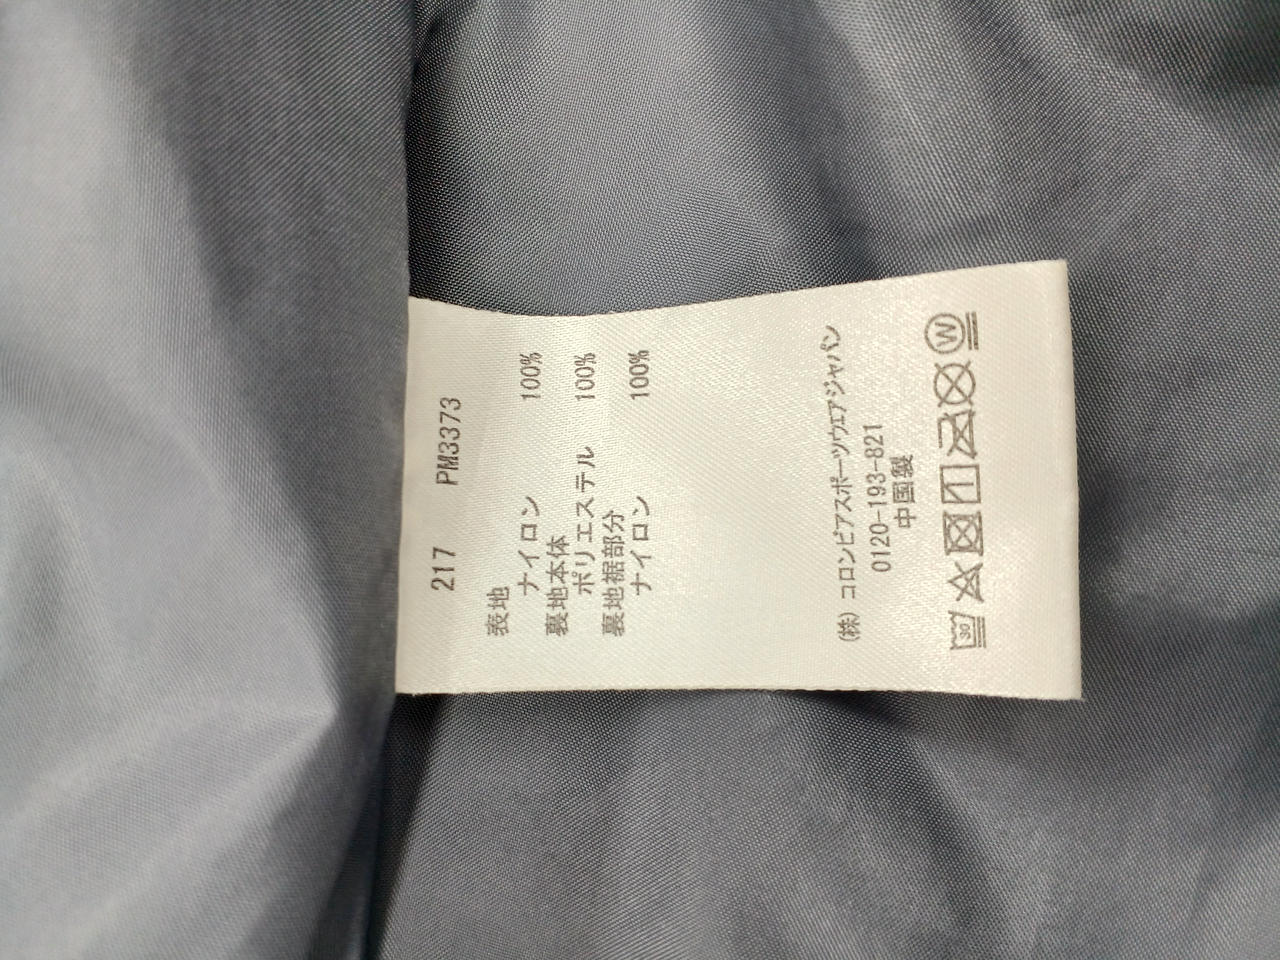 217 PM3373
表地
ナイロン 100%
裏地本体
ポリエステル 100%
裏地裾部分
ナイロン 100%
(株) コロンビアスポーツウエアジャパン
0120-193-821
中国製
30 W